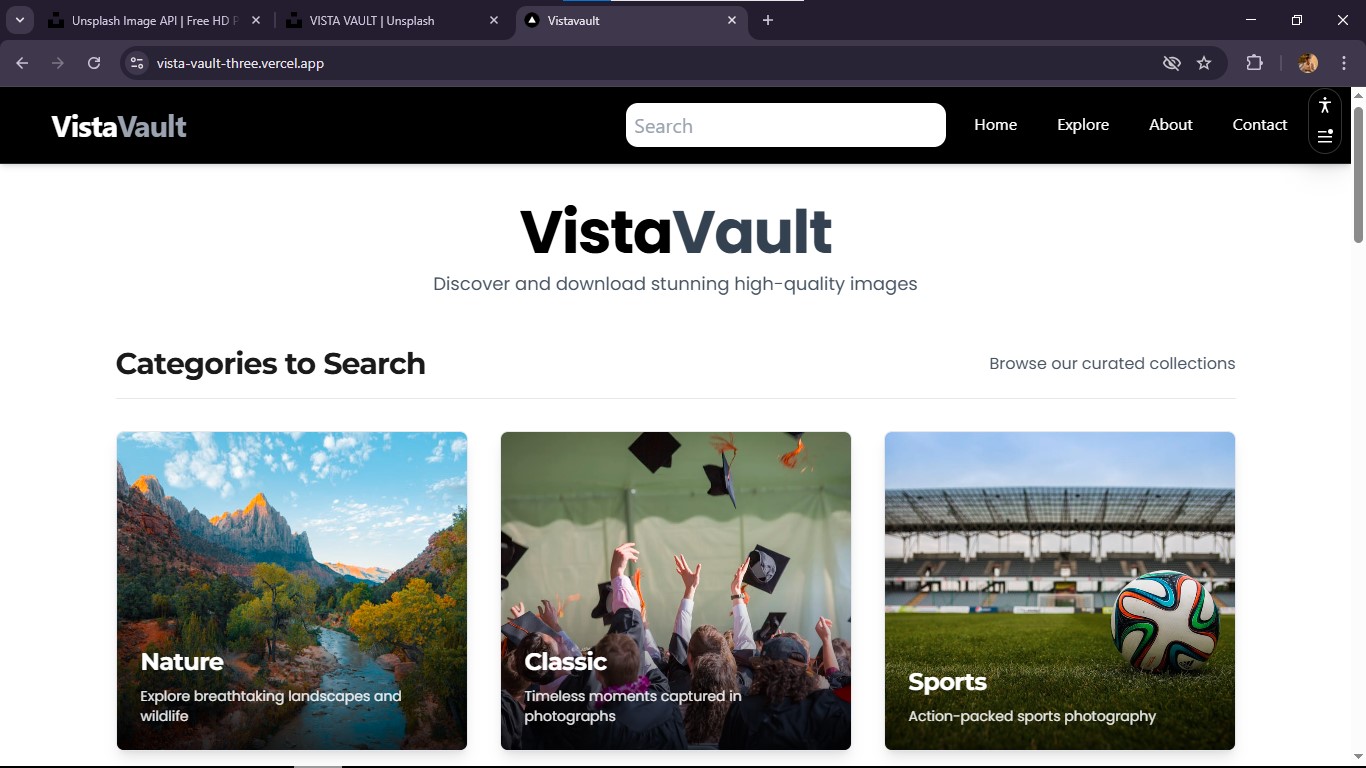 Unsplash Image API | Free HD P
VISTA VAULT | Unsplash
Vistavault
vista-vault-three.vercel.app
VistaVault
Search
Home
Explore
About
Contact
VistaVault
Discover and download stunning high-quality images
Categories to Search
Browse our curated collections
Nature
Explore breathtaking landscapes and
wildlife
Classic
Timeless moments captured in
photographs
Sports
Action-packed sports photography